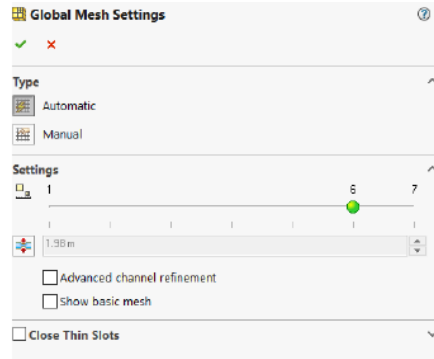 Global Mesh Settings
Type
Automatic
Manual
Settings
1 6 7
1.98 m
Advanced channel refinement
Show basic mesh
Close Thin Slots